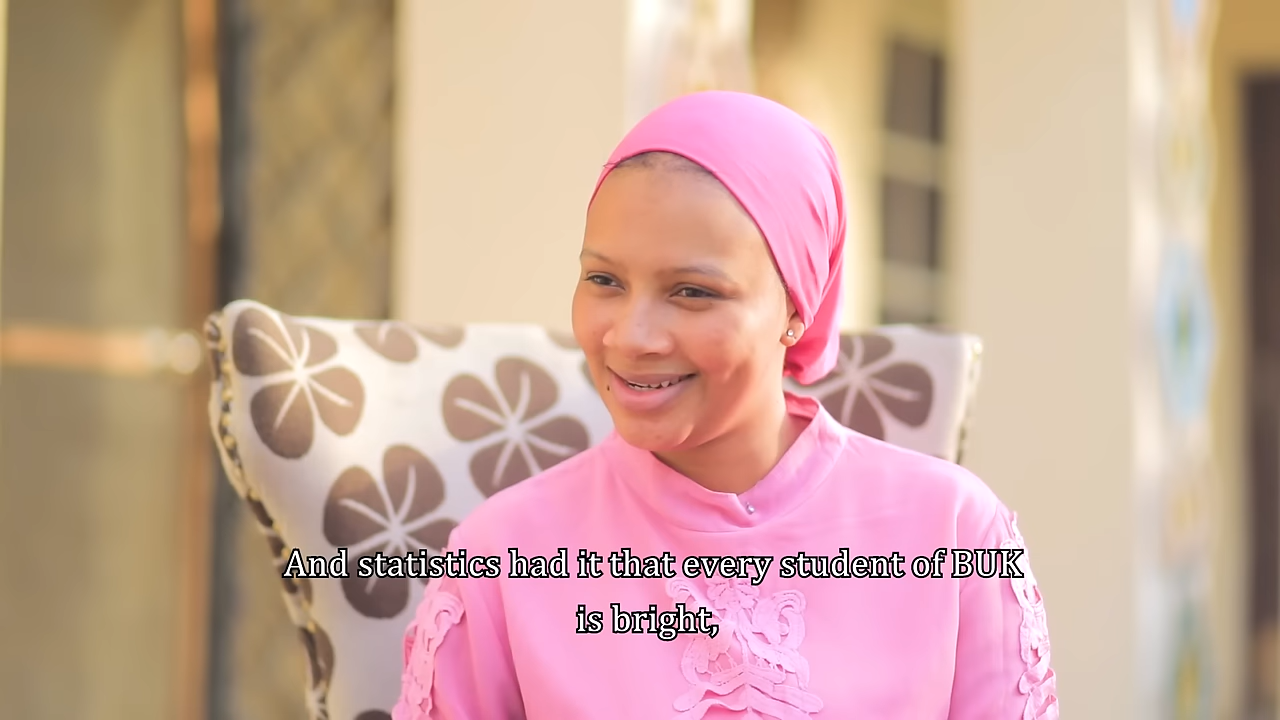 And statistics had it that every student of BUK
is bright,